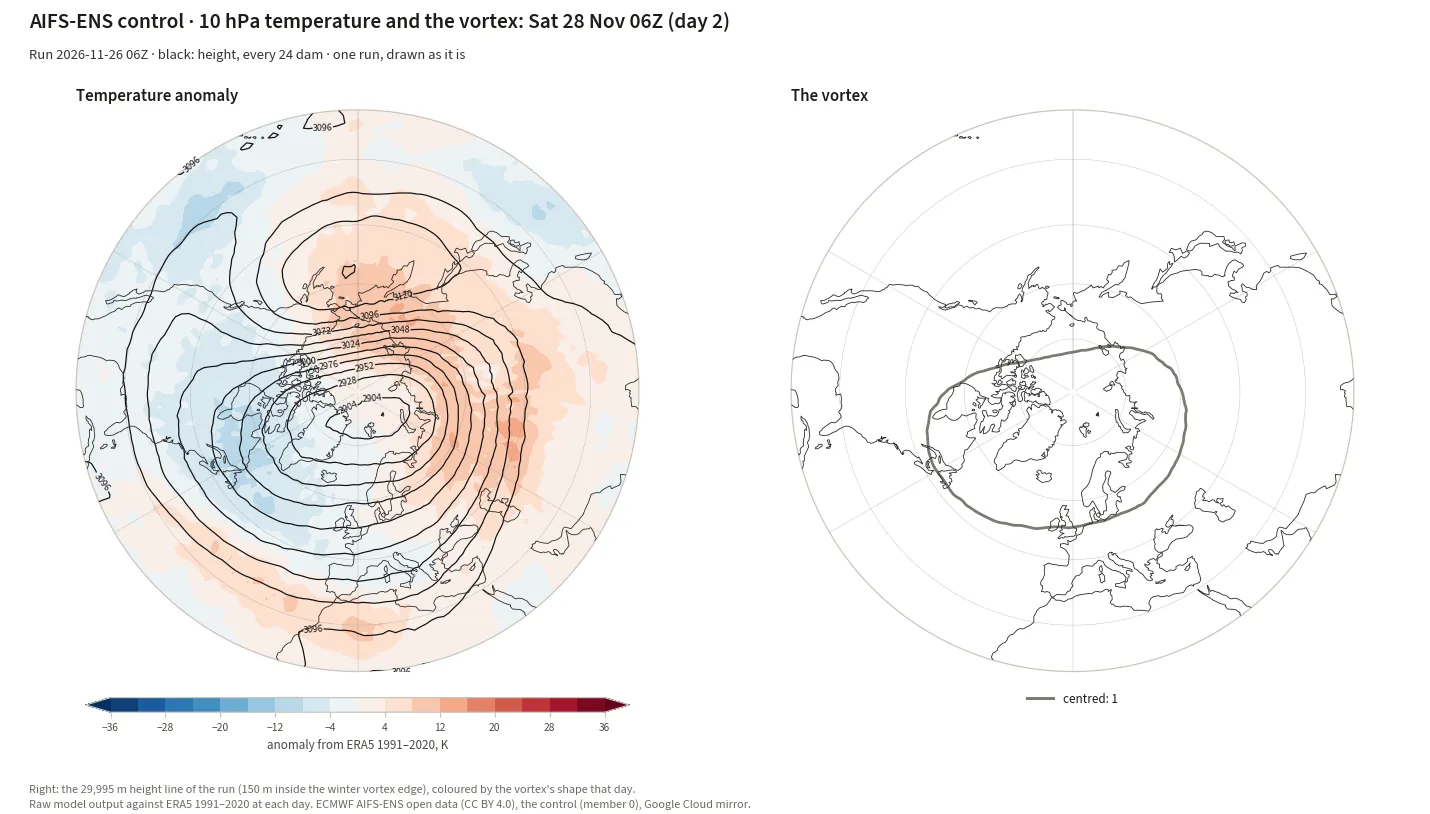 AIFS-ENS control · 10 hPa temperature and the vortex: Sat 28 Nov 06Z (day 2)
Run 2026-11-26 06Z · black: height, every 24 dam · one run, drawn as it is
Temperature anomaly
The vortex
3096
3096
3120
3096
3072
3048
3024
2976
2952
2928
2904
2904
3096
3096
3096
−36 −28 −20 −12 −4 4 12 20 28 36
anomaly from ERA5 1991–2020, K
centred: 1
Right: the 29,995 m height line of the run (150 m inside the winter vortex edge), coloured by the vortex's shape that day.
Raw model output against ERA5 1991–2020 at each day. ECMWF AIFS-ENS open data (CC BY 4.0), the control (member 0), Google Cloud mirror.